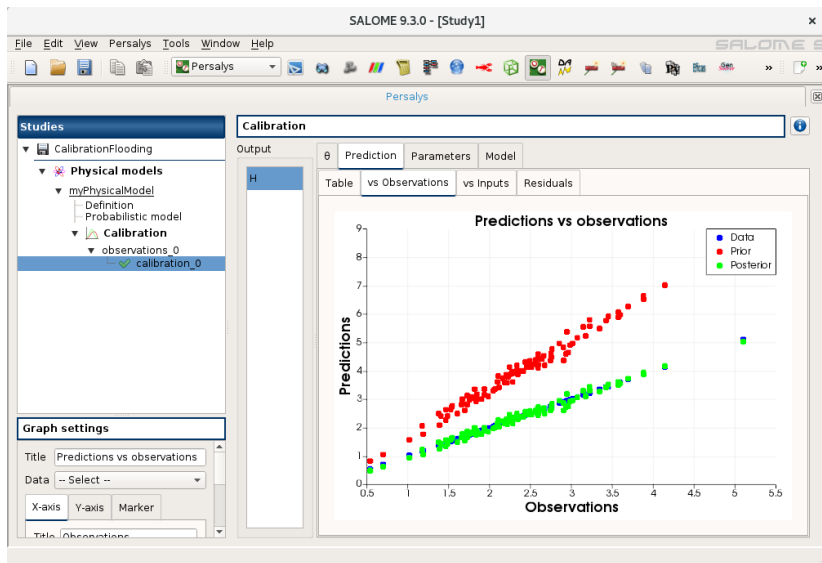 SALOME 9.3.0 - [Study1]
File Edit View Persalys Tools Window Help
SALOME
Persalys
Persalys
Studies
CalibrationFlooding
Physical models
myPhysicalModel
Definition
Probabilistic model
Calibration
observations_0
calibration_0
Graph settings
Title Predictions vs observations
Data -- Select --
X-axis Y-axis Marker
Title Observations
Calibration
Output
H
θ Prediction Parameters Model
Table vs Observations vs Inputs Residuals
Predictions vs observations
Data
Prior
Posterior
Predictions
9
8
7
6
5
4
3
2
1
0
0.5 1 1.5 2 2.5 3 3.5 4 4.5 5 5.5
Observations